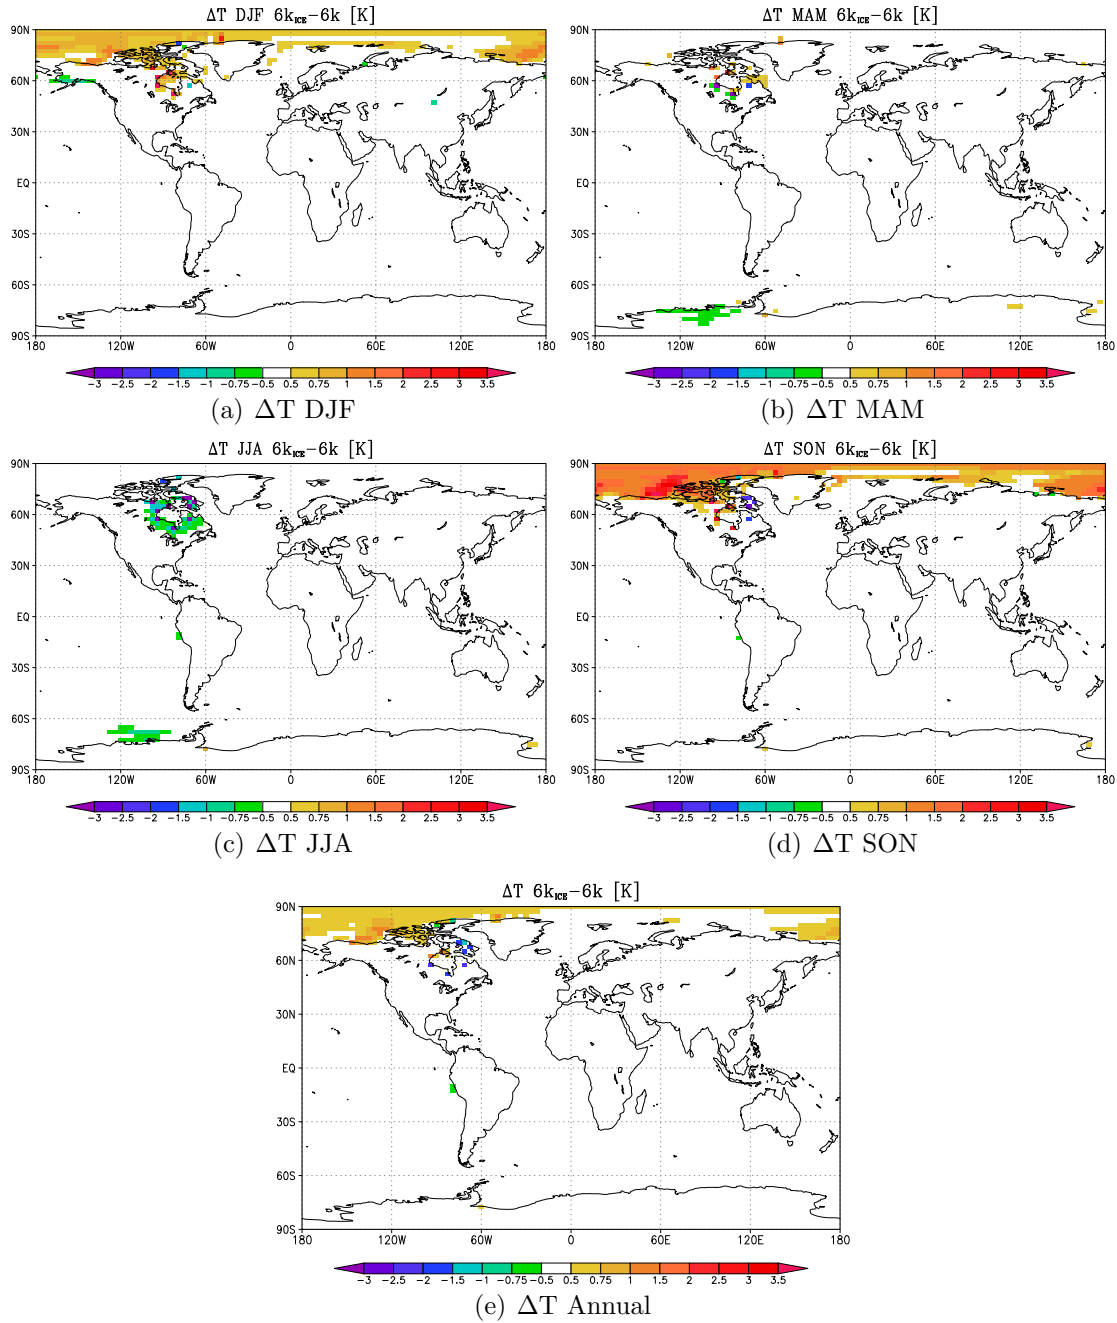 ΔT DJF 6k_ICE−6k [K]
90N
60N
30N
EQ
30S
60S
90S
180 120W 60W 0 60E 120E 180
−3 −2.5 −2 −1.5 −1 −0.75 −0.5 0.5 0.75 1 1.5 2 2.5 3 3.5
(a) ΔT DJF
ΔT MAM 6k_ICE−6k [K]
90N
60N
30N
EQ
30S
60S
90S
180 120W 60W 0 60E 120E 180
−3 −2.5 −2 −1.5 −1 −0.75 −0.5 0.5 0.75 1 1.5 2 2.5 3 3.5
(b) ΔT MAM
ΔT JJA 6k_ICE−6k [K]
90N
60N
30N
EQ
30S
60S
90S
180 120W 60W 0 60E 120E 180
−3 −2.5 −2 −1.5 −1 −0.75 −0.5 0.5 0.75 1 1.5 2 2.5 3 3.5
(c) ΔT JJA
ΔT SON 6k_ICE−6k [K]
90N
60N
30N
EQ
30S
60S
90S
180 120W 60W 0 60E 120E 180
−3 −2.5 −2 −1.5 −1 −0.75 −0.5 0.5 0.75 1 1.5 2 2.5 3 3.5
(d) ΔT SON
ΔT 6k_ICE−6k [K]
90N
60N
30N
EQ
30S
60S
90S
180 120W 60W 0 60E 120E 180
−3 −2.5 −2 −1.5 −1 −0.75 −0.5 0.5 0.75 1 1.5 2 2.5 3 3.5
(e) ΔT Annual